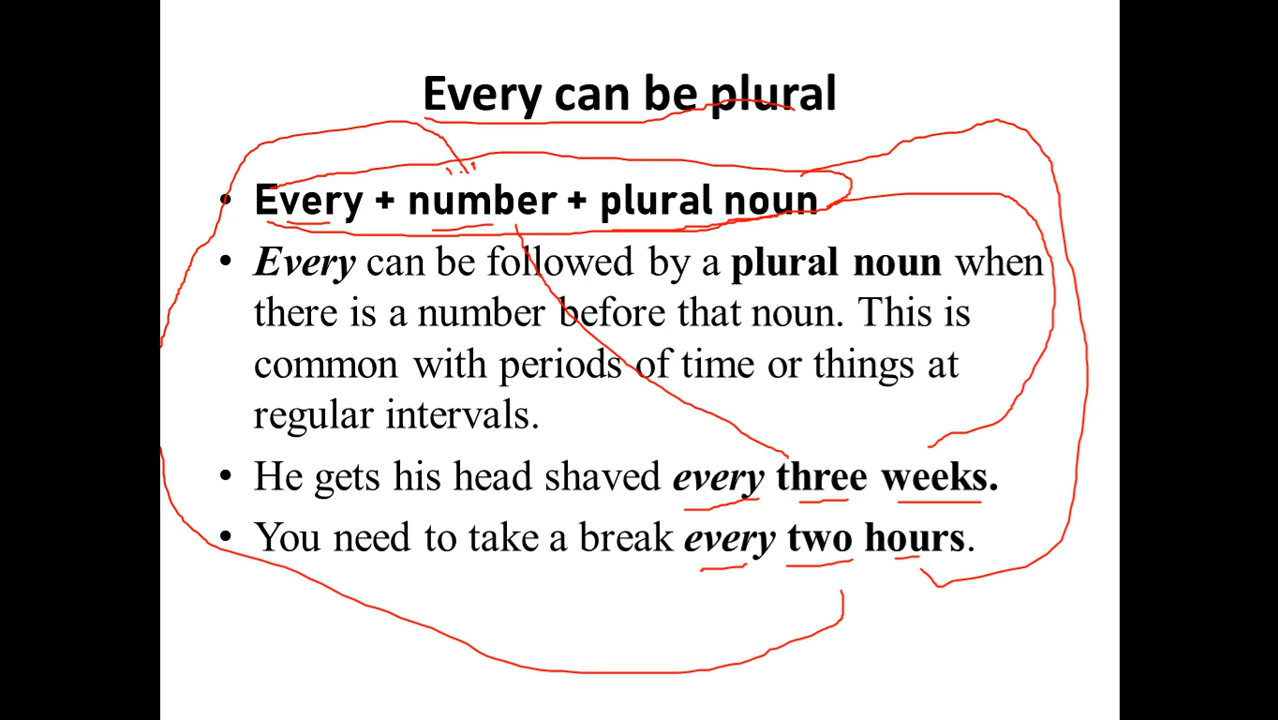 Every can be plural
• Every + number + plural noun
• Every can be followed by a plural noun when
there is a number before that noun. This is
common with periods of time or things at
regular intervals.
• He gets his head shaved every three weeks.
• You need to take a break every two hours.